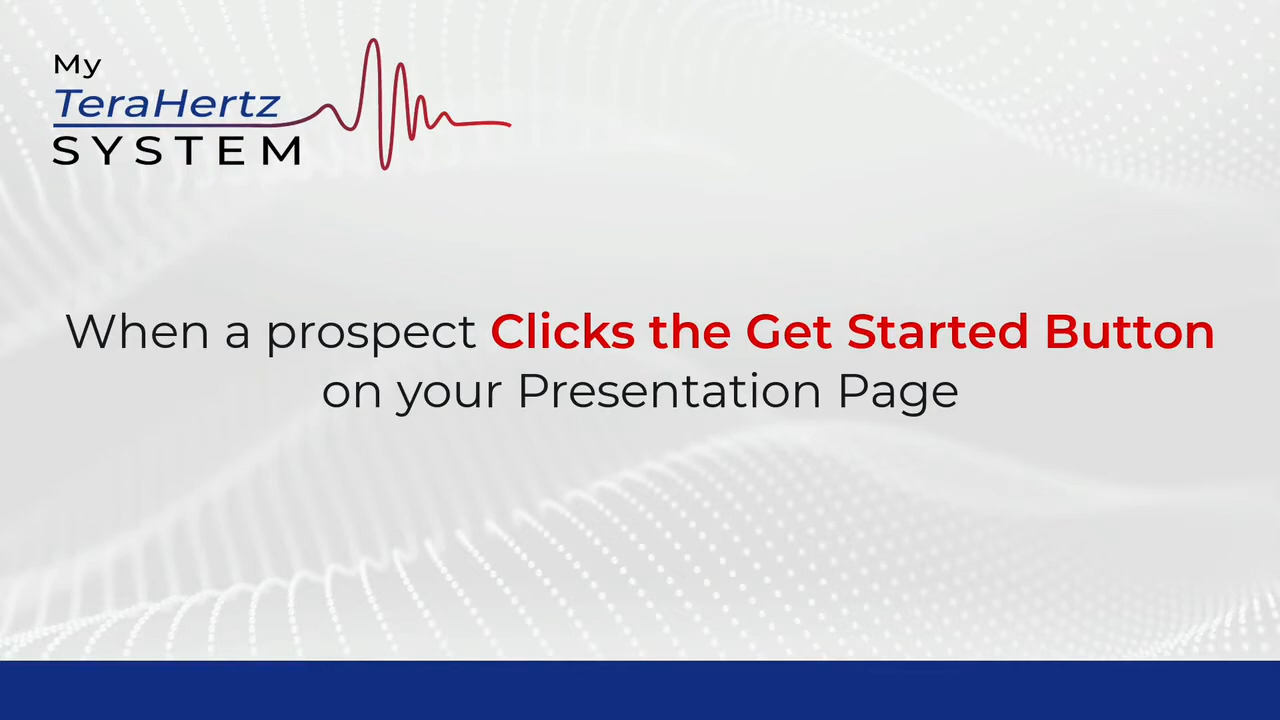 My
TeraHertz
SYSTEM
When a prospect Clicks the Get Started Button
on your Presentation Page